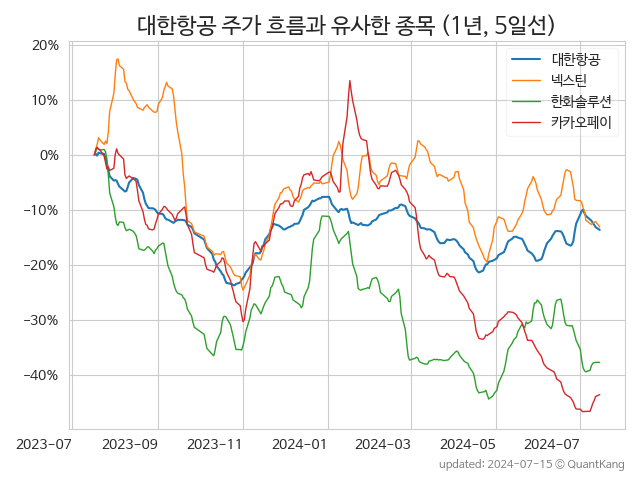 대한항공 주가 흐름과 유사한 종목 (1년, 5일선)
대한항공
넥스틴
한화솔루션
카카오페이
20%
10%
0%
−10%
−20%
−30%
−40%
2023-07 2023-09 2023-11 2024-01 2024-03 2024-05 2024-07
updated: 2024-07-15 © QuantKang